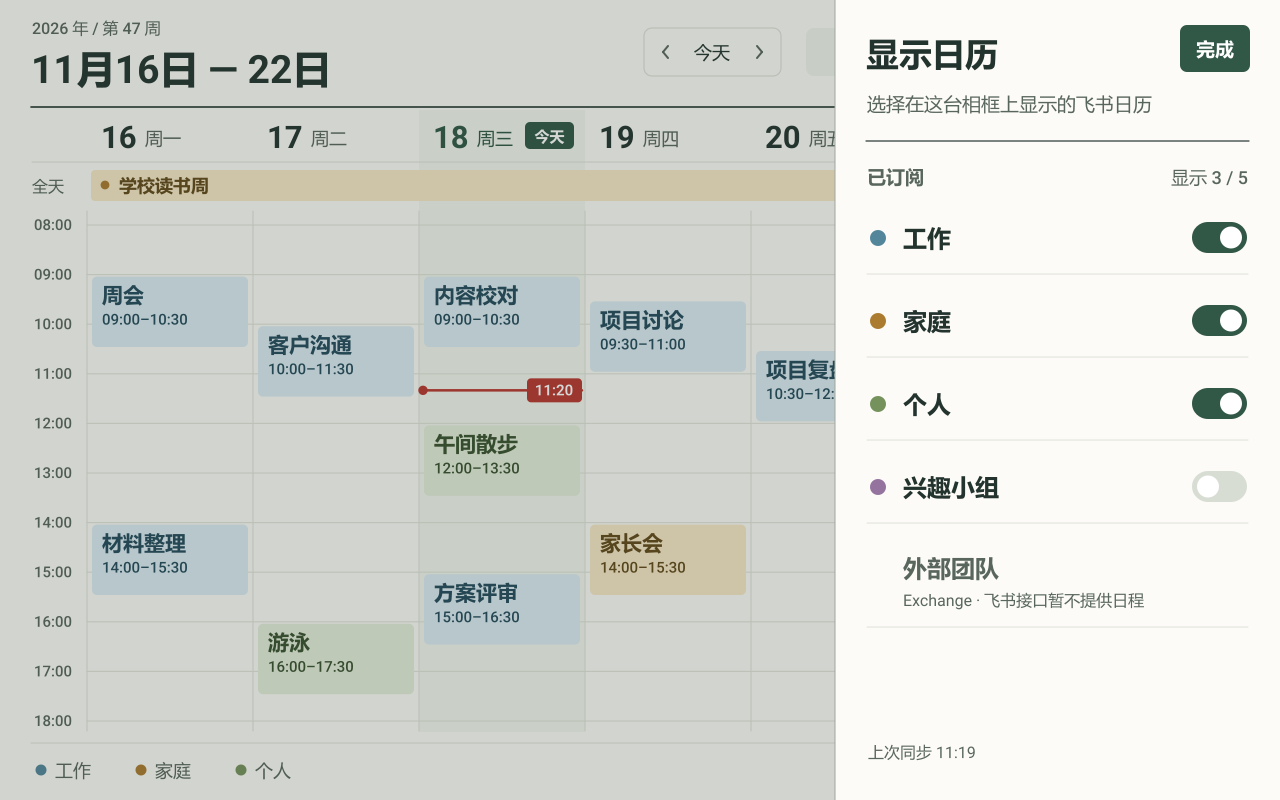 2026 年 / 第 47 周
11月16日 — 22日
今天
16 周一
17 周二
18 周三 今天
19 周四
20 周五
全天
学校读书周
08:00
09:00
10:00
11:00
12:00
13:00
14:00
15:00
16:00
17:00
18:00
周会
09:00–10:30
材料整理
14:00–15:30
客户沟通
10:00–11:30
游泳
16:00–17:30
内容校对
09:00–10:30
11:20
午间散步
12:00–13:30
方案评审
15:00–16:30
项目讨论
09:30–11:00
家长会
14:00–15:30
项目复
10:30–12:
工作
家庭
个人
显示日历
完成
选择在这台相框上显示的飞书日历
已订阅
显示 3 / 5
工作
家庭
个人
兴趣小组
外部团队
Exchange · 飞书接口暂不提供日程
上次同步 11:19